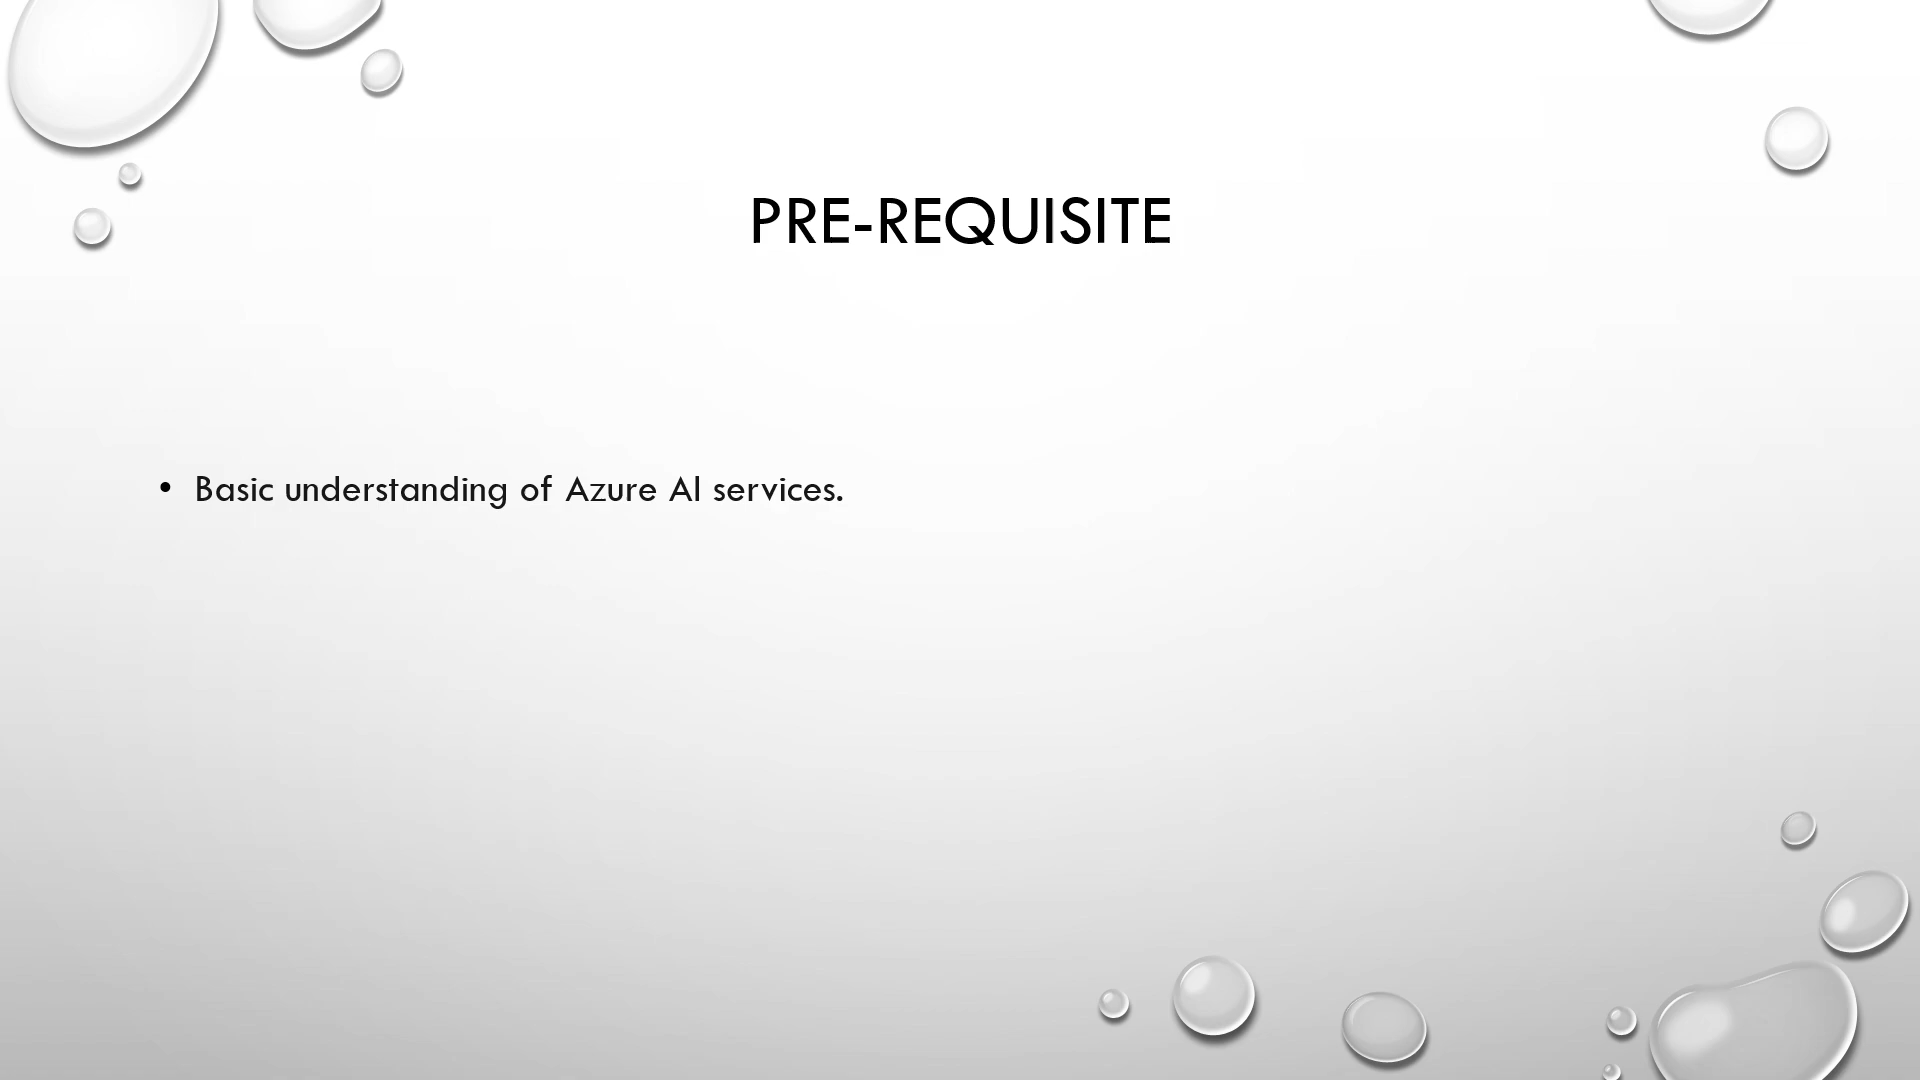 PRE-REQUISITE
• Basic understanding of Azure AI services.